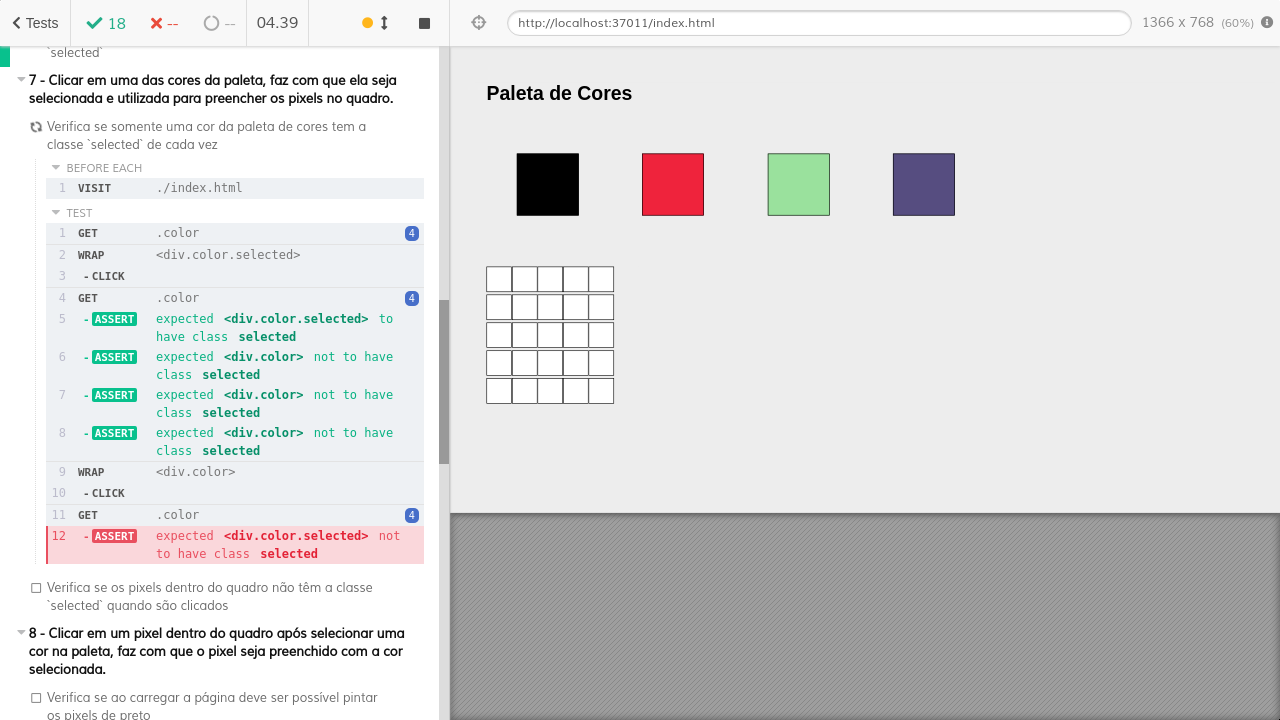 Tests
18
--
--
04.39
http://localhost:37011/index.html
1366 x 768 (60%)
`selected`
7 - Clicar em uma das cores da paleta, faz com que ela seja
selecionada e utilizada para preencher os pixels no quadro.
Verifica se somente uma cor da paleta de cores tem a
classe `selected` de cada vez
BEFORE EACH
1 VISIT ./index.html
TEST
1 GET .color 4
2 WRAP <div.color.selected>
3 -CLICK
4 GET .color 4
5 -ASSERT expected <div.color.selected> to
have class selected
6 -ASSERT expected <div.color> not to have
class selected
7 -ASSERT expected <div.color> not to have
class selected
8 -ASSERT expected <div.color> not to have
class selected
9 WRAP <div.color>
10 -CLICK
11 GET .color 4
12 -ASSERT expected <div.color.selected> not
to have class selected
Verifica se os pixels dentro do quadro não têm a classe
`selected` quando são clicados
8 - Clicar em um pixel dentro do quadro após selecionar uma
cor na paleta, faz com que o pixel seja preenchido com a cor
selecionada.
Verifica se ao carregar a página deve ser possível pintar
os pixels de preto
Paleta de Cores